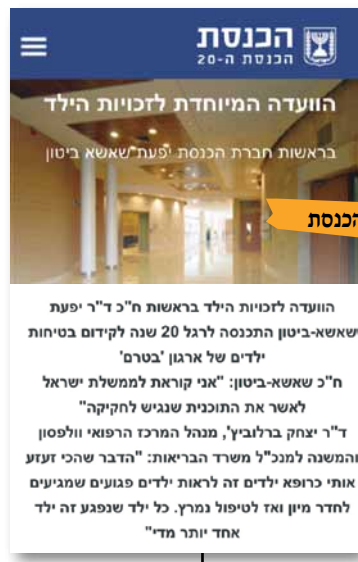 הכנסת
הכנסת ה-20
הוועדה המיוחדת לזכויות הילד
בראשות חברת הכנסת יפעת שאשא ביטון
הכנסת
הוועדה לזכויות הילד בראשות ח"כ ד"ר יפעת
שאשא-ביטון התכנסה לרגל 20 שנה לקידום בטיחות
ילדים של ארגון 'בטרם'
ח"כ שאשא-ביטון: "אני קוראת לממשלת ישראל
לאשר את התוכנית שנגיש לחקיקה"
ד"ר יצחק ברלוביץ', מנהל המרכז הרפואי וולפסון
והמשנה למנכ"ל משרד הבריאות: "הדבר שהכי זעזע
אותי כרופא ילדים זה לראות ילדים פגועים שמגיעים
לחדר מיון ואז לטיפול נמרץ. כל ילד שנפגע זה ילד
אחד יותר מדי"